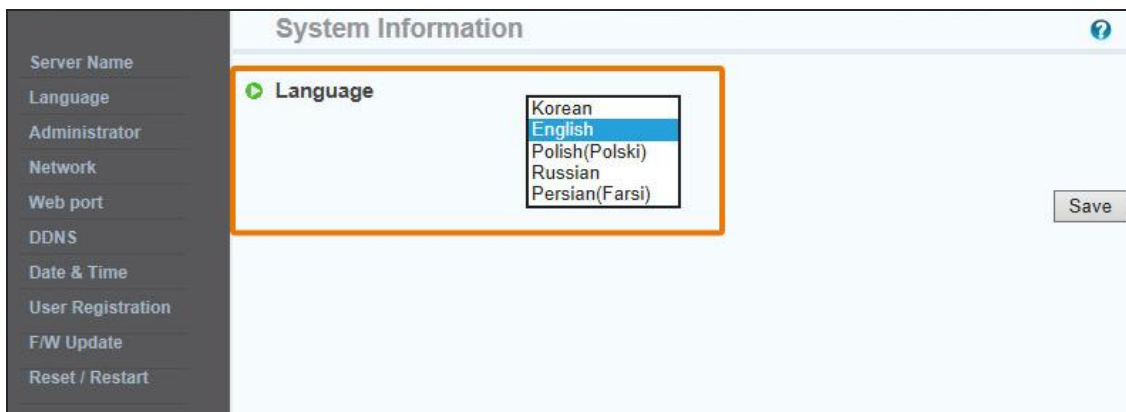 System Information
?
Server Name
Language
Administrator
Network
Web port
DDNS
Date & Time
User Registration
F/W Update
Reset / Restart
Language
Korean
English
Polish(Polski)
Russian
Persian(Farsi)
Save